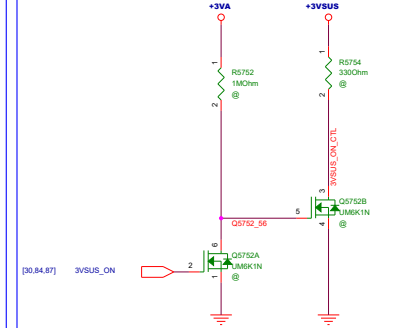 +3VA
+3VSUS
1
R5752
1MOhm
@
2
1
R5754
330Ohm
@
2
3VSUS_ON_CTL
3
Q5752B
UM6K1N
@
5
4
Q5752_56
6
Q5752A
UM6K1N
@
2
1
[30,84,87]
3VSUS_ON